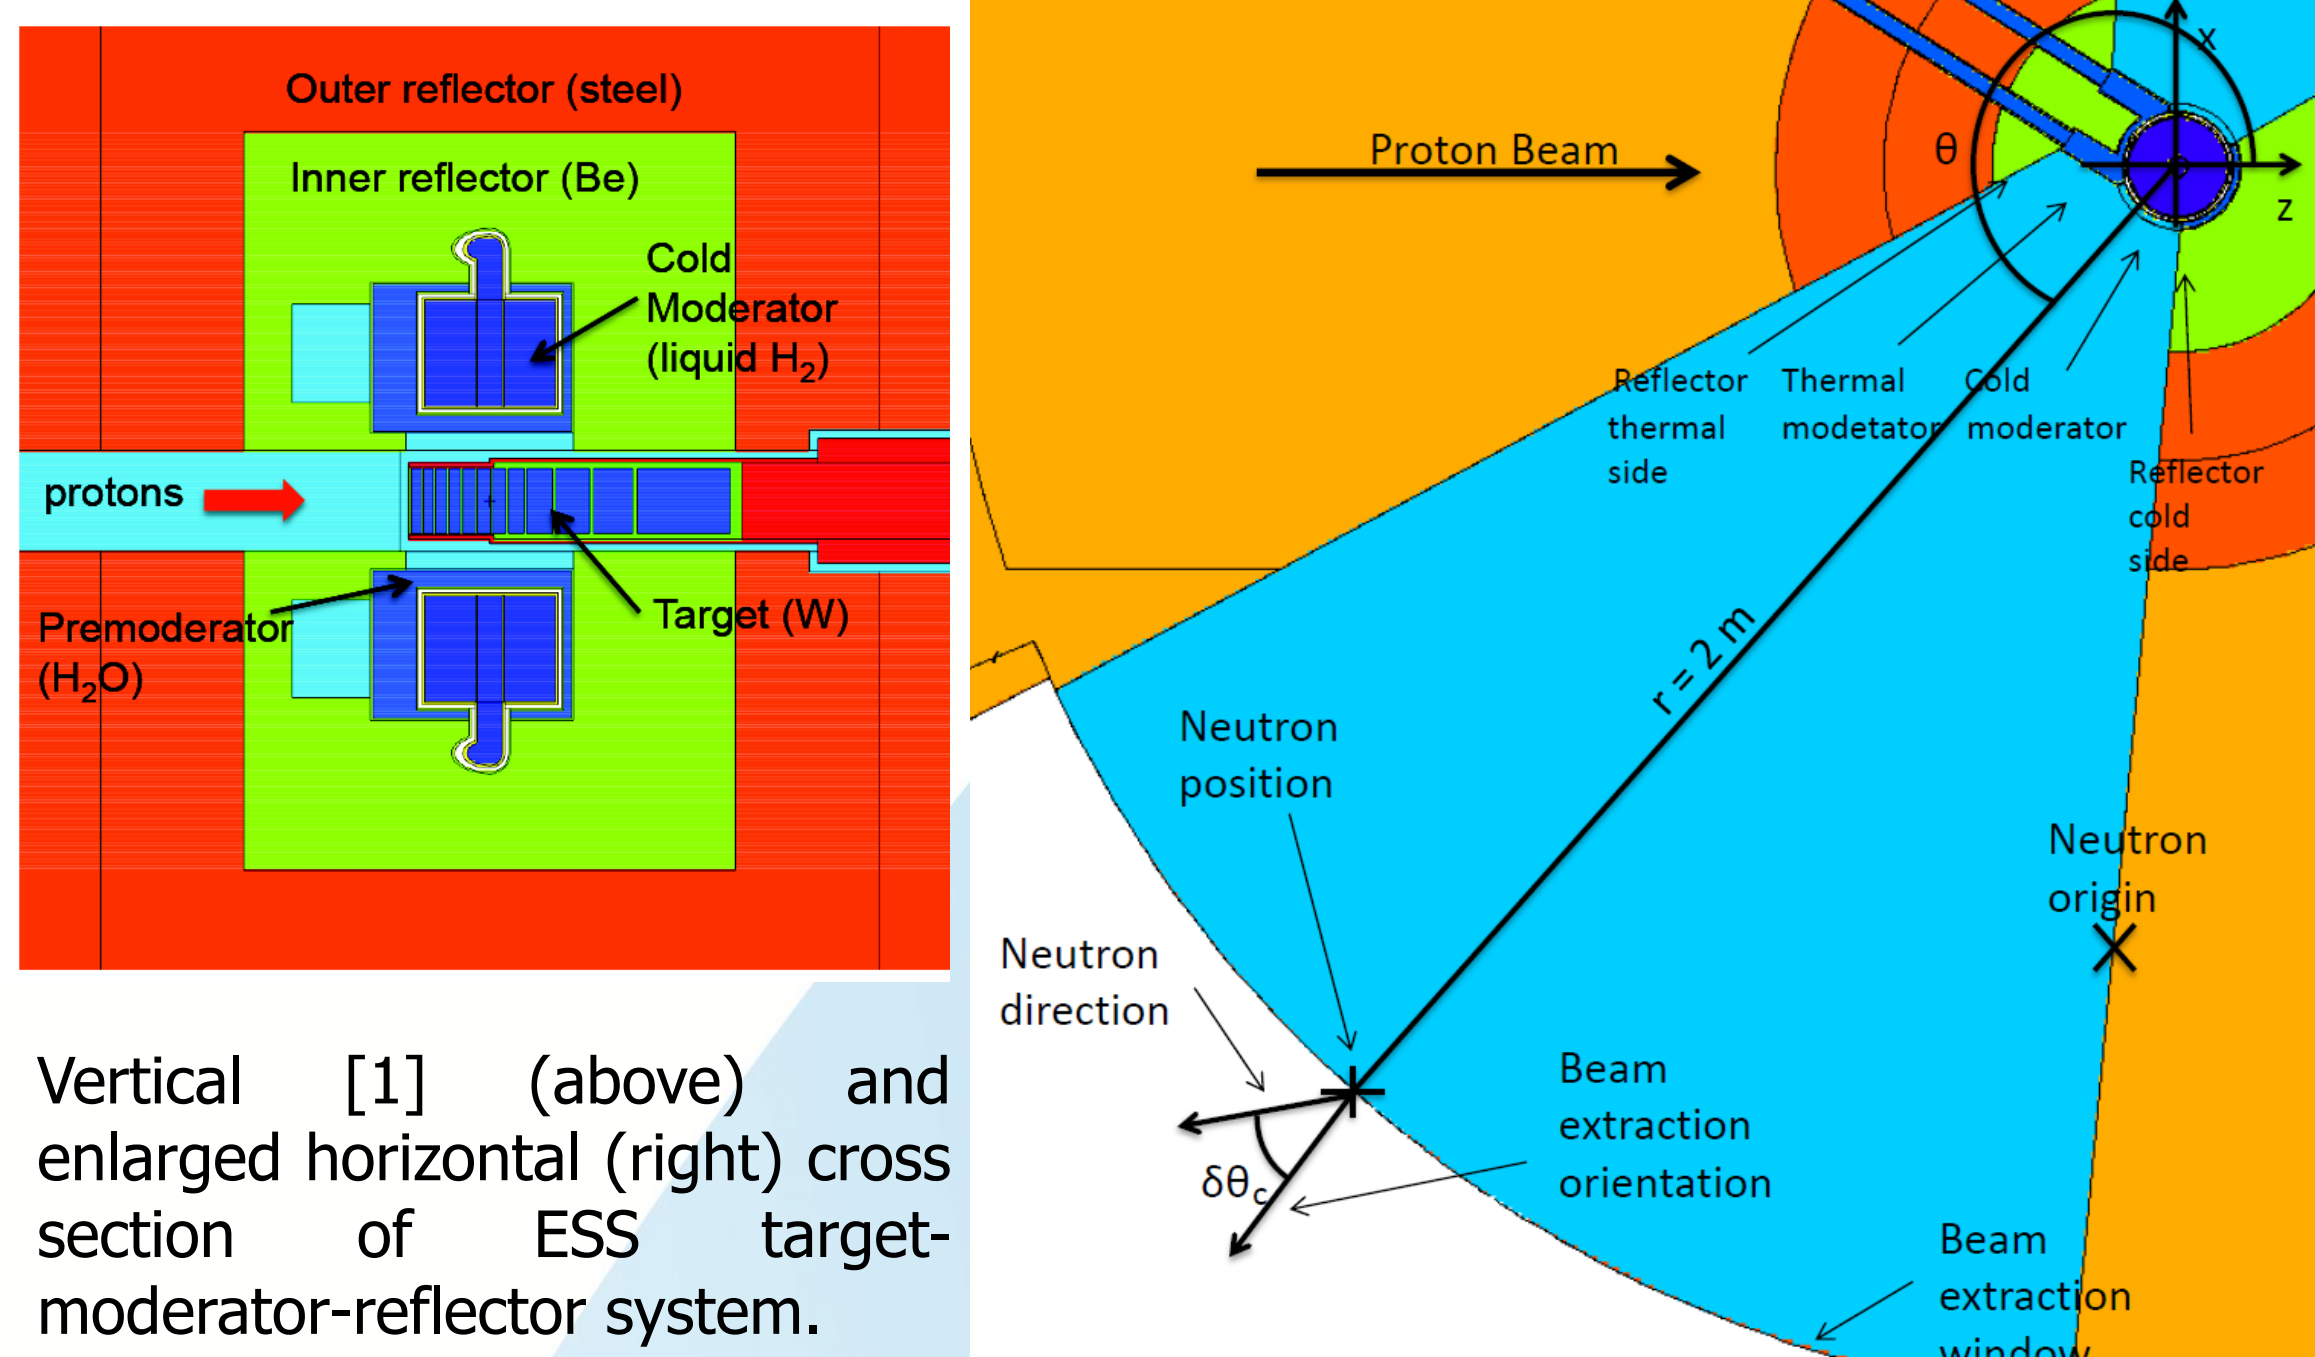 Outer reflector (steel)
Inner reflector (Be)
Cold
Moderator
(liquid H₂)
protons
Premoderator
(H₂O)
Target (W)
Vertical [1] (above) and
enlarged horizontal (right) cross
section of ESS target-
moderator-reflector system.
Proton Beam
θ
x
z
Reflector
thermal
side
Thermal
modetator
Cold
moderator
Reflector
cold
side
r = 2 m
Neutron
position
Neutron
origin
Neutron
direction
Beam
extraction
orientation
δθc
Beam
extraction
window